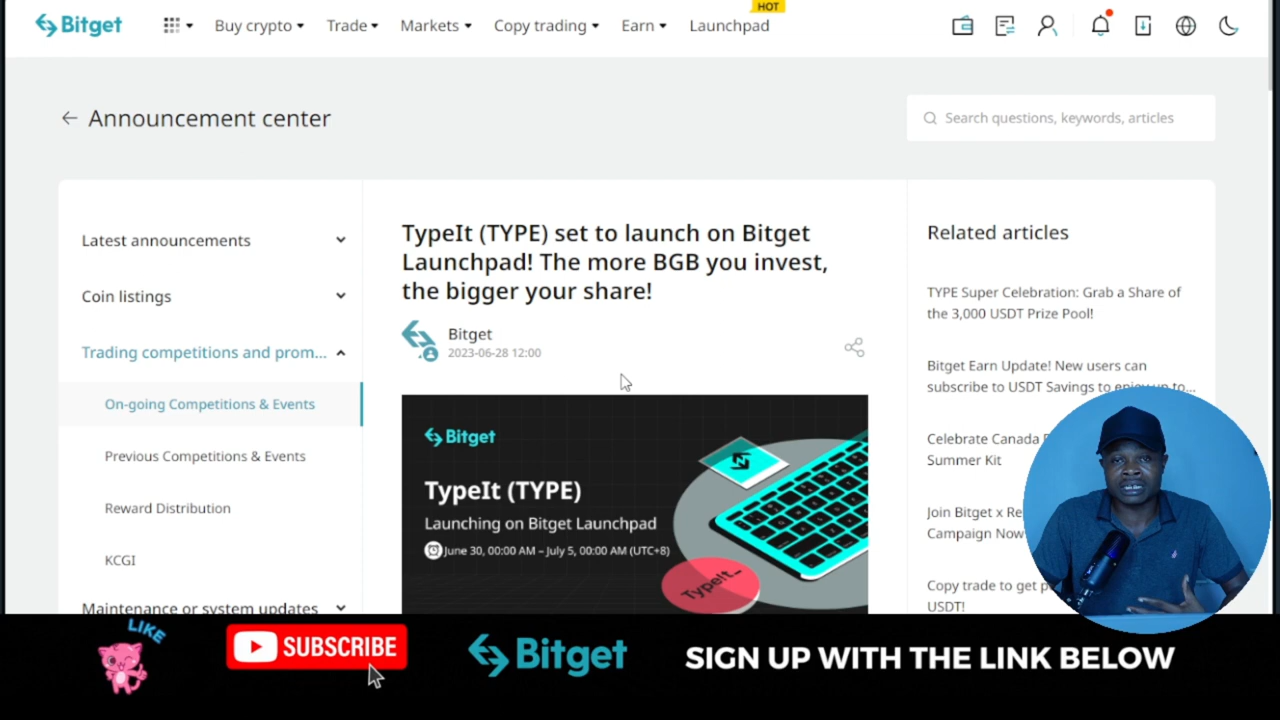 Bitget
Buy crypto
Trade
Markets
Copy trading
Earn
Launchpad
HOT
Announcement center
Search questions, keywords, articles
Latest announcements
Coin listings
Trading competitions and prom...
On-going Competitions & Events
Previous Competitions & Events
Reward Distribution
KCGI
Maintenance or system updates
TypeIt (TYPE) set to launch on Bitget
Launchpad! The more BGB you invest,
the bigger your share!
Bitget
2023-06-28 12:00
Bitget
TypeIt (TYPE)
Launching on Bitget Launchpad
June 30, 00:00 AM – July 5, 00:00 AM (UTC+8)
TypeIt_
Related articles
TYPE Super Celebration: Grab a Share of
the 3,000 USDT Prize Pool!
Bitget Earn Update! New users can
subscribe to USDT Savings to enjoy up to...
Celebrate Canada
Summer Kit
Join Bitget x
Campaign Now
Copy trade to get
USDT!
LIKE
SUBSCRIBE
Bitget
SIGN UP WITH THE LINK BELOW